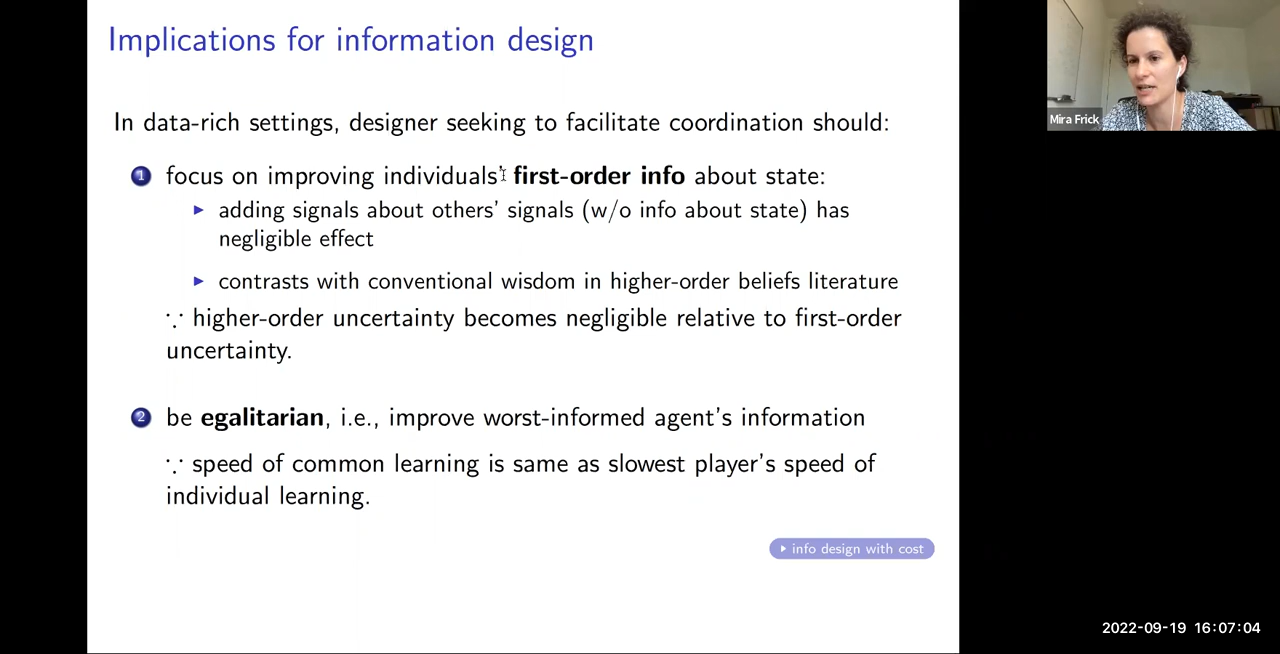 Implications for information design
In data-rich settings, designer seeking to facilitate coordination should:
1 focus on improving individuals' first-order info about state:
▶ adding signals about others' signals (w/o info about state) has
negligible effect
▶ contrasts with conventional wisdom in higher-order beliefs literature
∵ higher-order uncertainty becomes negligible relative to first-order
uncertainty.
2 be egalitarian, i.e., improve worst-informed agent's information
∵ speed of common learning is same as slowest player's speed of
individual learning.
▶ info design with cost
Mira Frick
2022-09-19 16:07:04